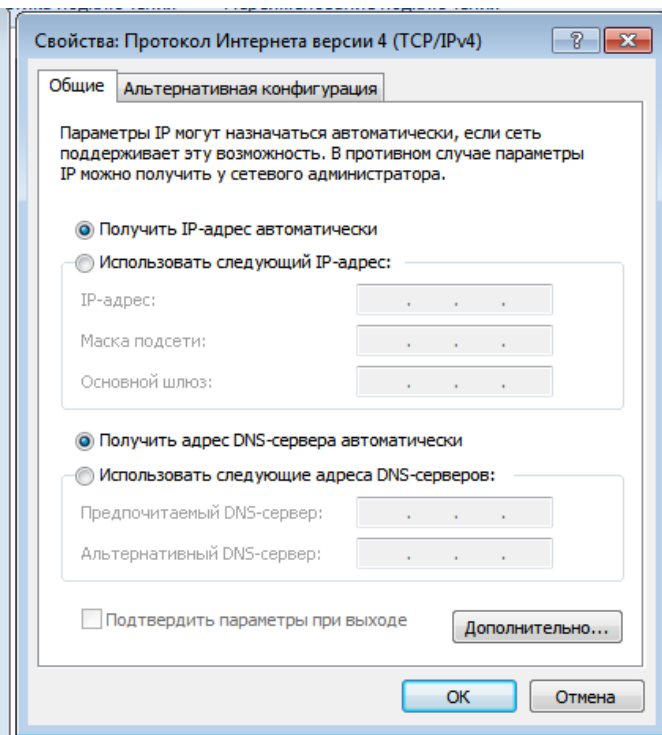 Свойства: Протокол Интернета версии 4 (TCP/IPv4)
Общие
Альтернативная конфигурация
Параметры IP могут назначаться автоматически, если сеть
поддерживает эту возможность. В противном случае параметры
IP можно получить у сетевого администратора.
Получить IP-адрес автоматически
Использовать следующий IP-адрес:
IP-адрес:
Маска подсети:
Основной шлюз:
Получить адрес DNS-сервера автоматически
Использовать следующие адреса DNS-серверов:
Предпочитаемый DNS-сервер:
Альтернативный DNS-сервер:
Подтвердить параметры при выходе
Дополнительно...
ОК
Отмена